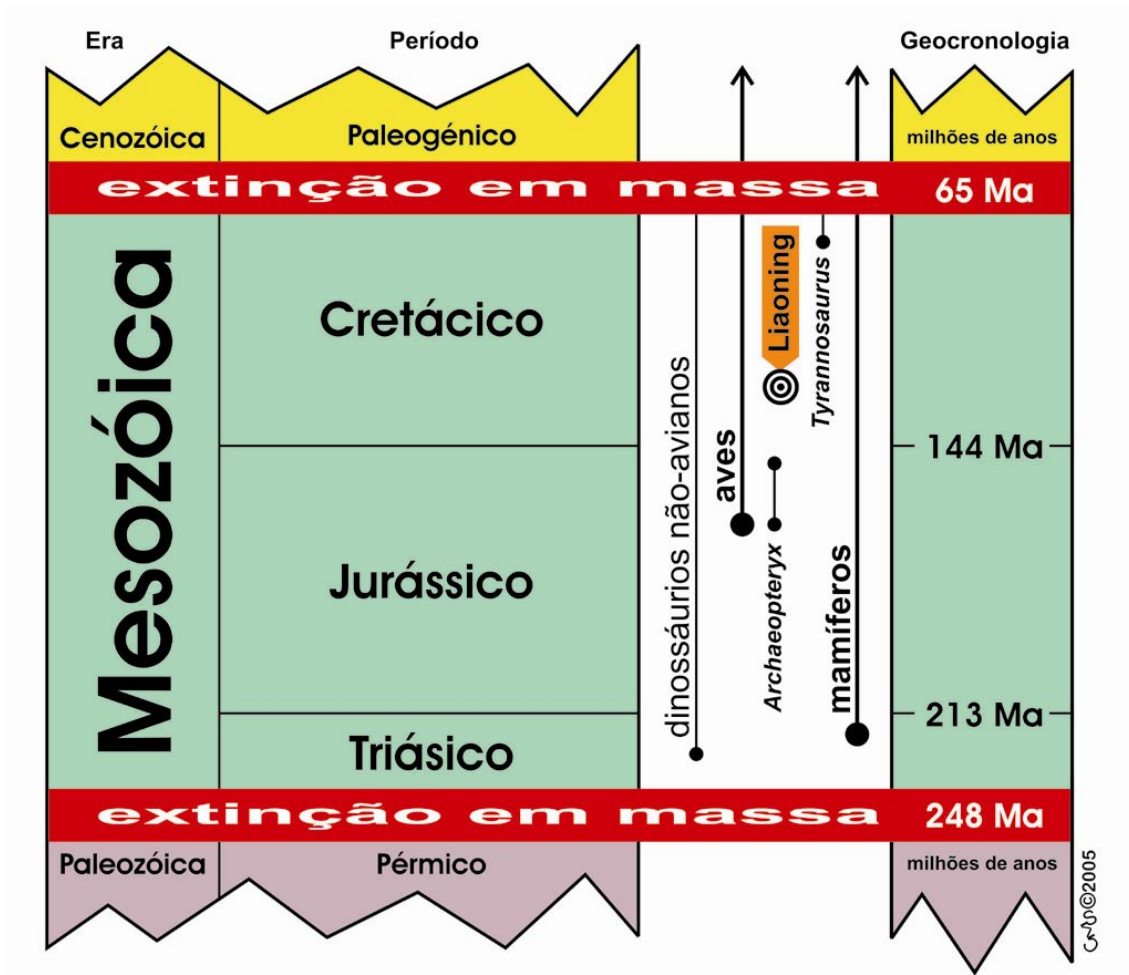 Era
Período
Geocronologia
Cenozóica
Paleogénico
milhões de anos
extinção em massa
65 Ma
Mesozóica
Cretácico
Jurássico
Triásico
dinossáurios não-avianos
aves
Liaoning
Archaeopteryx
Tyrannosaurus
mamíferos
144 Ma
213 Ma
extinção em massa
248 Ma
Paleozóica
Pérmico
milhões de anos
©2005